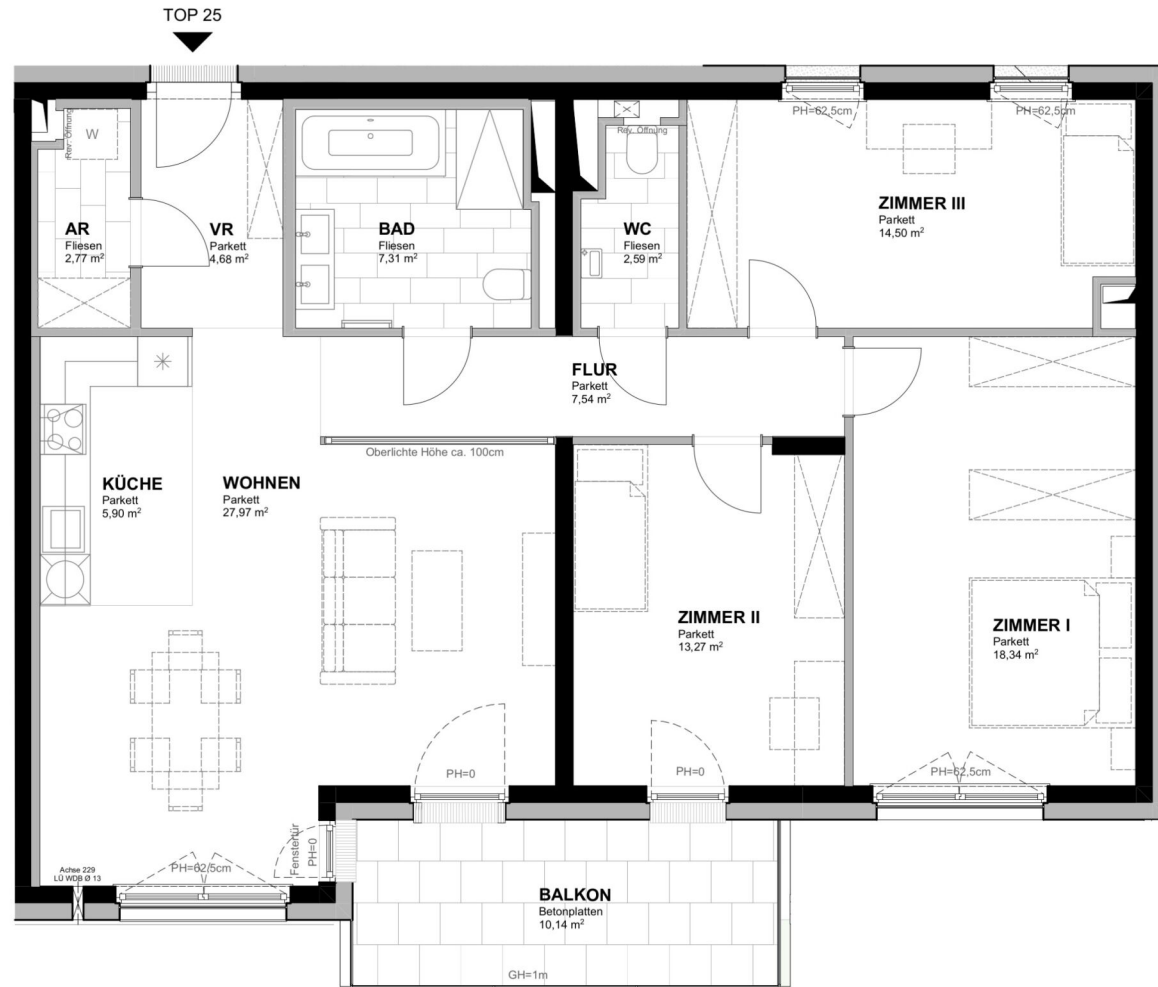 TOP 25
Rev. Öffnung
W
AR
Fliesen
2,77 m²
VR
Parkett
4,68 m²
BAD
Fliesen
7,31 m²
Rev. Öffnung
WC
Fliesen
2,59 m²
PH=62,5cm
PH=62,5cm
ZIMMER III
Parkett
14,50 m²
FLUR
Parkett
7,54 m²
Oberlichte Höhe ca. 100cm
KÜCHE
Parkett
5,90 m²
WOHNEN
Parkett
27,97 m²
ZIMMER II
Parkett
13,27 m²
ZIMMER I
Parkett
18,34 m²
PH=0
PH=0
PH=62,5cm
Fenstertür
PH=0
Achse 229
LÜ WDB Ø 13
PH=62,5cm
BALKON
Betonplatten
10,14 m²
GH=1m